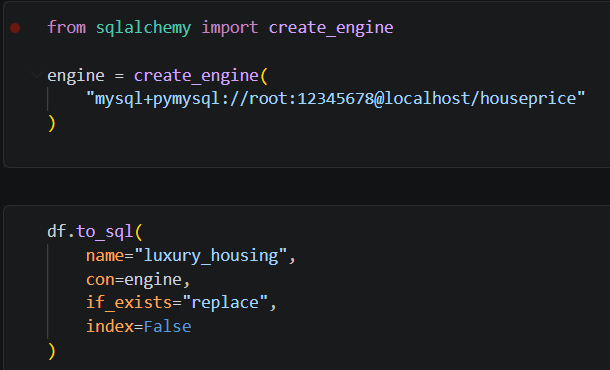 from sqlalchemy import create_engine
engine = create_engine(
    "mysql+pymysql://root:12345678@localhost/houseprice"
)
df.to_sql(
    name="luxury_housing",
    con=engine,
    if_exists="replace",
    index=False
)